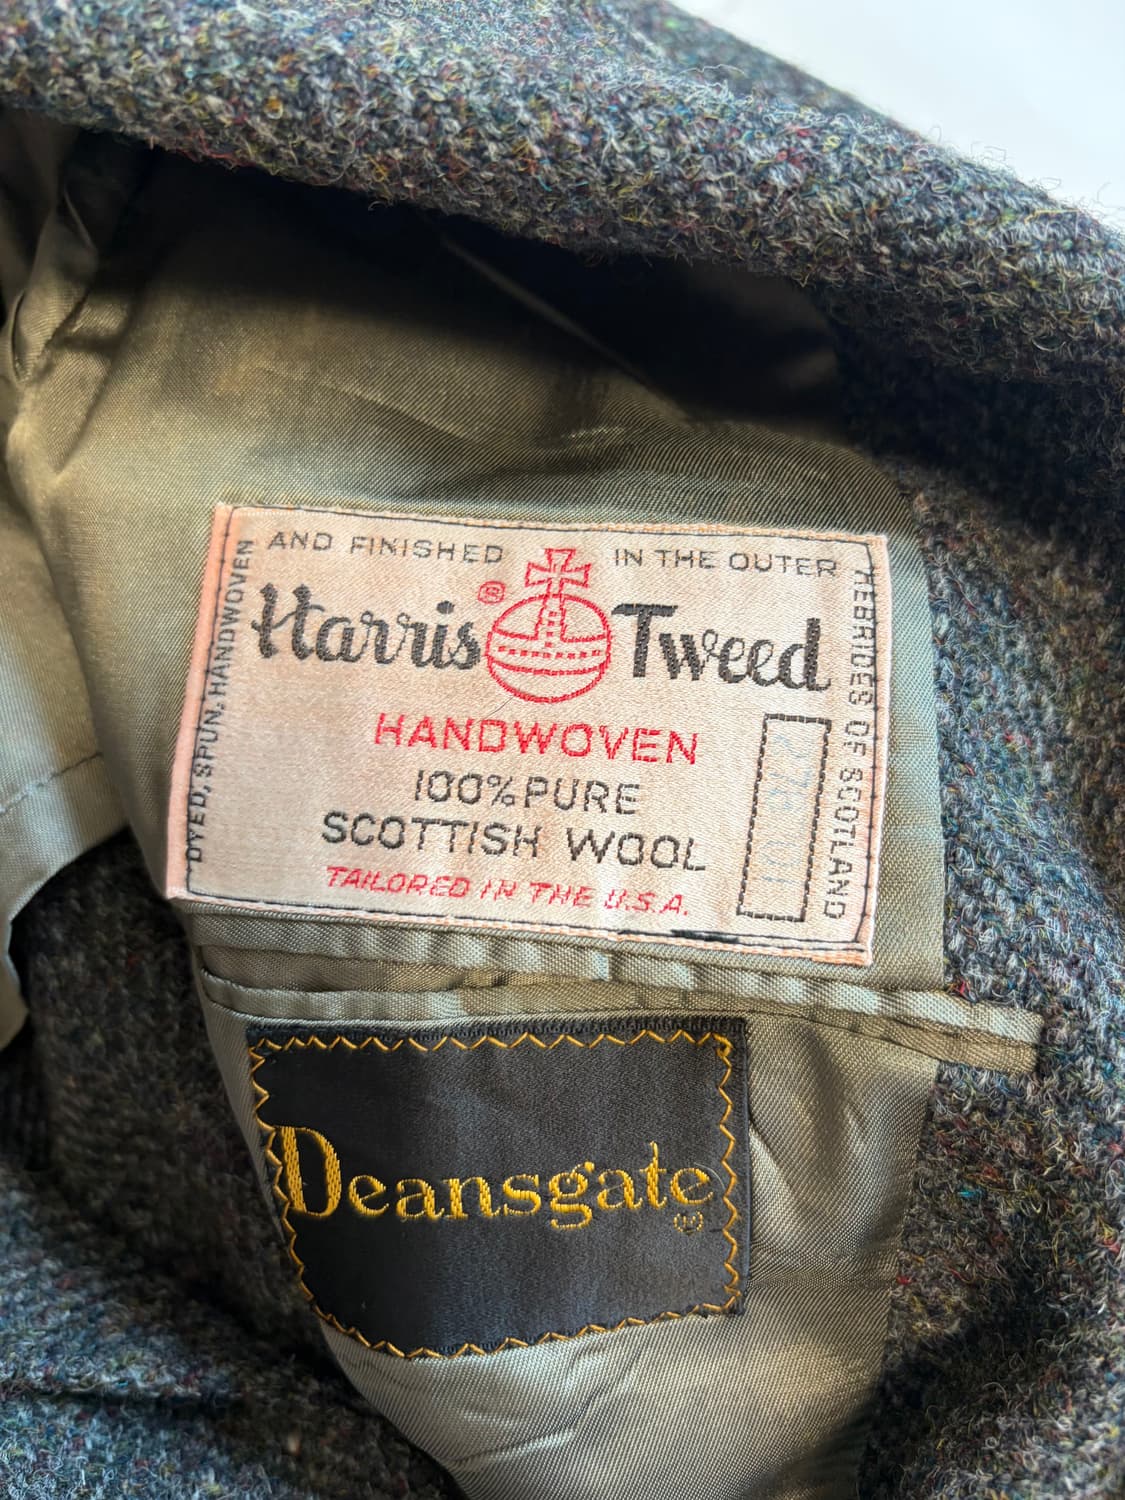 DYED, SPUN, HANDWOVEN
AND FINISHED IN THE OUTER
HEBRIDES OF SCOTLAND
Harris® Tweed
HANDWOVEN
100% PURE
SCOTTISH WOOL
TAILORED IN THE U.S.A.
Deansgate